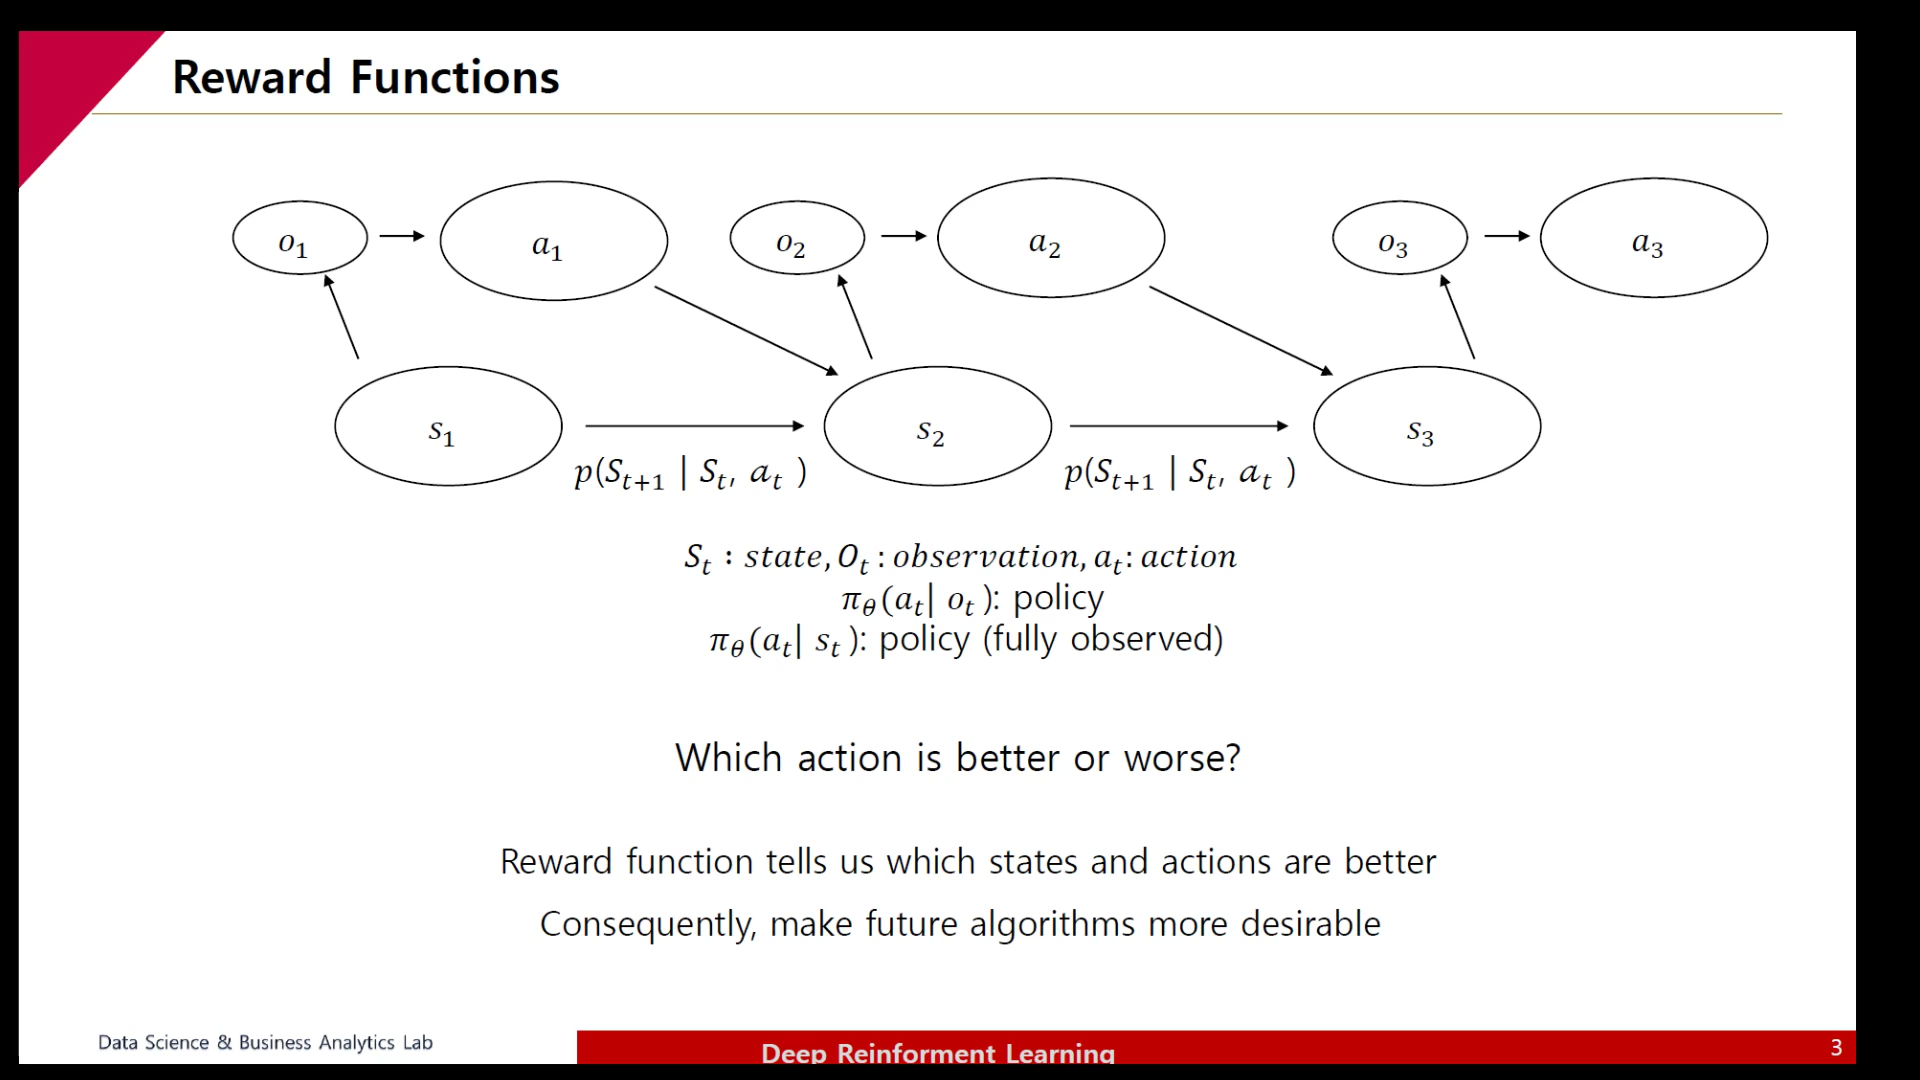 Reward Functions
o₁ a₁ o₂ a₂ o₃ a₃
s₁ s₂ s₃
p(S_{t+1} | S_t, a_t ) p(S_{t+1} | S_t, a_t )
S_t : state, O_t : observation, a_t: action
π_θ(a_t| o_t ): policy
π_θ(a_t| s_t ): policy (fully observed)
Which action is better or worse?
Reward function tells us which states and actions are better
Consequently, make future algorithms more desirable
Data Science & Business Analytics Lab
Deep Reinforment Learning
3